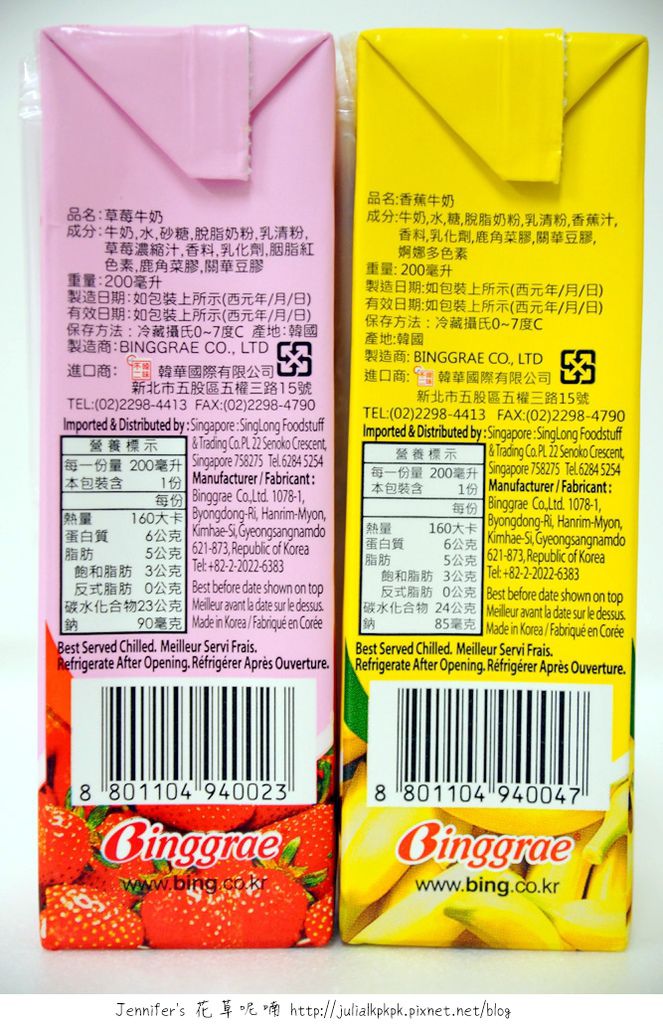 品名:草莓牛奶
成分:牛奶,水,砂糖,脫脂奶粉,乳清粉,
草莓濃縮汁,香料,乳化劑,胭脂紅
色素,鹿角菜膠,關華豆膠
重量:200毫升
製造日期:如包裝上所示(西元年/月/日)
有效日期:如包裝上所示(西元年/月/日)
保存方法：冷藏攝氏0~7度C 產地:韓國
製造商:BINGGRAE CO., LTD
進口商: 韓華國際有限公司
新北市五股區五權三路15號
TEL:(02)2298-4413 FAX:(02)2298-4790
Imported & Distributed by : Singapore : SingLong Foodstuff
& Trading Co. PL 22 Senoko Crescent,
Singapore 758275 Tel.6284 5254
Manufacturer / Fabricant :
Binggrae Co.,Ltd. 1078-1,
Byongdong-Ri, Hanrim-Myon,
Kimhae-Si, Gyeongsangnamdo
621-873, Republic of Korea
Tel:+82-2-2022-6383
Best before date shown on top
Meilleur avant la date sur le dessus.
Made in Korea / Fabriqué en Corée
營養標示
每一份量 200毫升
本包裝含 1份
每份
熱量 160大卡
蛋白質 6公克
脂肪 5公克
飽和脂肪 3公克
反式脂肪 0公克
碳水化合物23公克
鈉 90毫克
Best Served Chilled. Meilleur Servi Frais.
Refrigerate After Opening. Réfrigérer Après Ouverture.
8 801104 940023
Binggrae
www.bing.co.kr
品名:香蕉牛奶
成分:牛奶,水,糖,脫脂奶粉,乳清粉,香蕉汁,
香料,乳化劑,鹿角菜膠,關華豆膠,
婀娜多色素
重量: 200毫升
製造日期:如包裝上所示(西元年/月/日)
有效日期:如包裝上所示(西元年/月/日)
保存方法：冷藏攝氏0~7度C
產地:韓國
製造商: BINGGRAE CO., LTD
進口商: 韓華國際有限公司
新北市五股區五權三路15號
TEL:(02)2298-4413 FAX:(02)2298-4790
Imported & Distributed by : Singapore : SingLong Foodstuff
& Trading Co. PL 22 Senoko Crescent,
Singapore 758275 Tel.6284 5254
Manufacturer / Fabricant :
Binggrae Co.,Ltd. 1078-1,
Byongdong-Ri, Hanrim-Myon,
Kimhae-Si, Gyeongsangnamdo
621-873, Republic of Korea
Tel:+82-2-2022-6383
Best before date shown on top
Meilleur avant la date sur le dessus.
Made in Korea / Fabriqué en Corée
營養標示
每一份量 200毫升
本包裝含 1份
每份
熱量 160大卡
蛋白質 6公克
脂肪 5公克
飽和脂肪 3公克
反式脂肪 0公克
碳水化合物 24公克
鈉 85毫克
Best Served Chilled. Meilleur Servi Frais.
Refrigerate After Opening. Réfrigérer Après Ouverture.
8 801104 940047
Binggrae
www.bing.co.kr
Jennifer's 花草呢喃 http://julialkpkpk.pixnet.net/blog